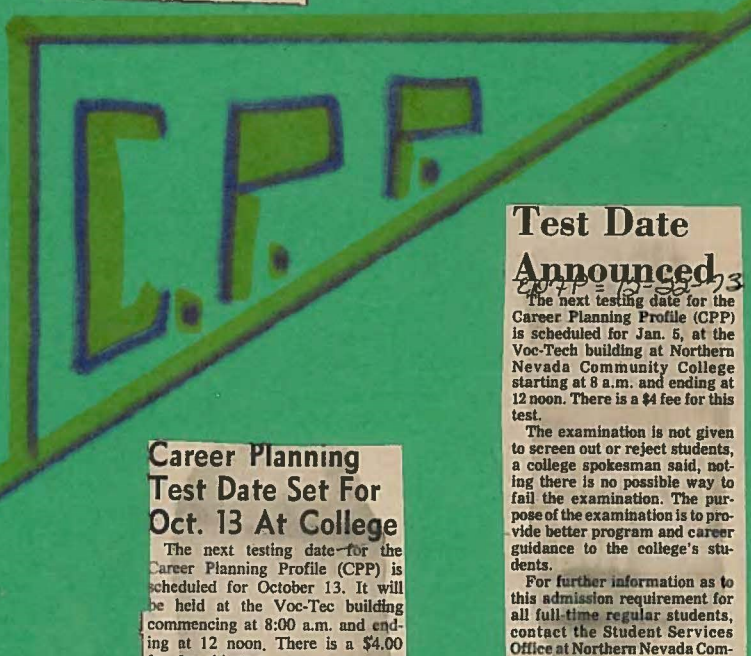 C.P.P.
Career Planning
Test Date Set For
Oct. 13 At College
The next testing date for the
Career Planning Profile (CPP) is
scheduled for October 13. It will
be held at the Voc-Tec building
commencing at 8:00 a.m. and end-
ing at 12 noon. There is a $4.00
Test Date
Announced
EDFP = 12-22-73
The next testing date for the
Career Planning Profile (CPP)
is scheduled for Jan. 5, at the
Voc-Tech building at Northern
Nevada Community College
starting at 8 a.m. and ending at
12 noon. There is a $4 fee for this
test.
The examination is not given
to screen out or reject students,
a college spokesman said, not-
ing there is no possible way to
fail the examination. The pur-
pose of the examination is to pro-
vide better program and career
guidance to the college's stu-
dents.
For further information as to
this admission requirement for
all full-time regular students,
contact the Student Services
Office at Northern Nevada Com-